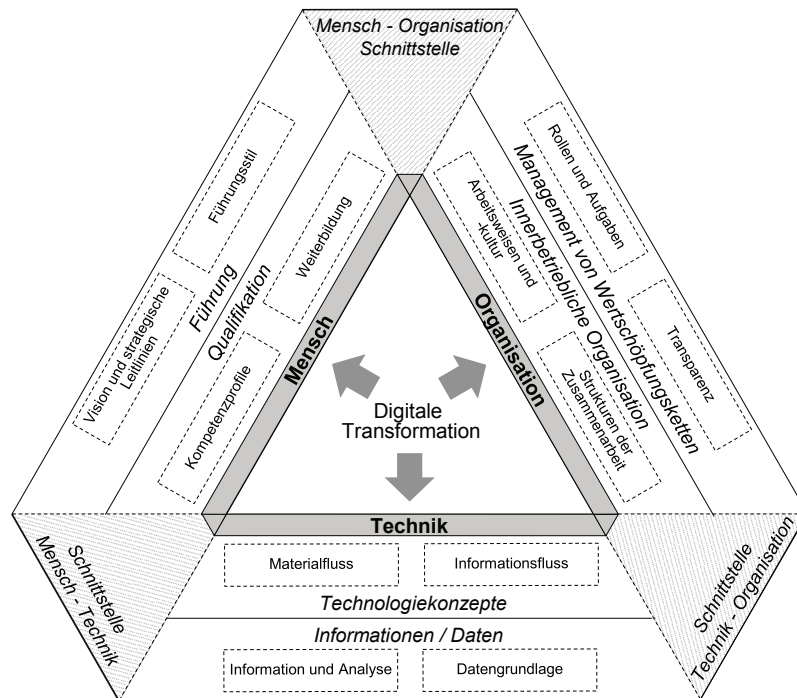 Mensch - Organisation
Schnittstelle
Führungsstil
Vision und strategische
Leitlinien
Führung
Qualifikation
Weiterbildung
Kompetenzprofile
Mensch
Rollen und Aufgaben
Transparenz
Management von Wertschöpfungsketten
Innerbetriebliche Organisation
Arbeitsweisen und
-kultur
Strukturen der
Zusammenarbeit
Organisation
Digitale
Transformation
Technik
Materialfluss
Informationsfluss
Technologiekonzepte
Informationen / Daten
Information und Analyse
Datengrundlage
Schnittstelle
Mensch - Technik
Schnittstelle
Technik - Organisation